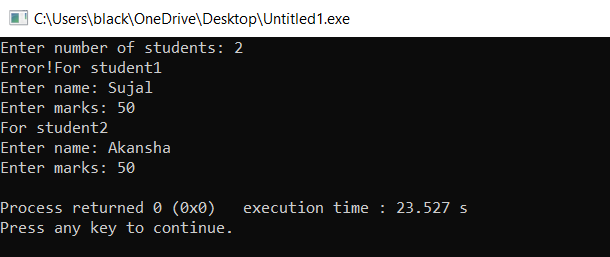 C:\Users\black\OneDrive\Desktop\Untitled1.exe
Enter number of students: 2
Error!For student1
Enter name: Sujal
Enter marks: 50
For student2
Enter name: Akansha
Enter marks: 50
Process returned 0 (0x0)   execution time : 23.527 s
Press any key to continue.